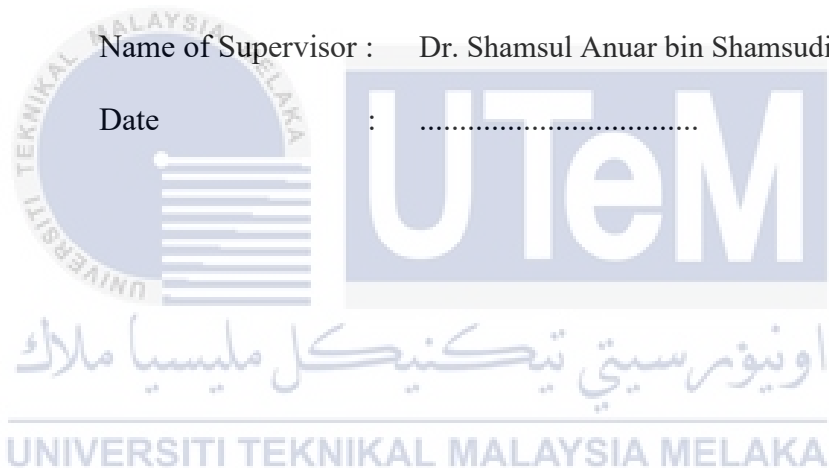 Name of Supervisor : Dr. Shamsul Anuar bin Shamsudi
Date : ..................................
UNIVERSITI TEKNIKAL MALAYSIA MELAKA
UTeM
اونيۏرسيتي تيكنيكل مليسيا ملاك
UNIVERSITI TEKNIKAL MALAYSIA MELAKA